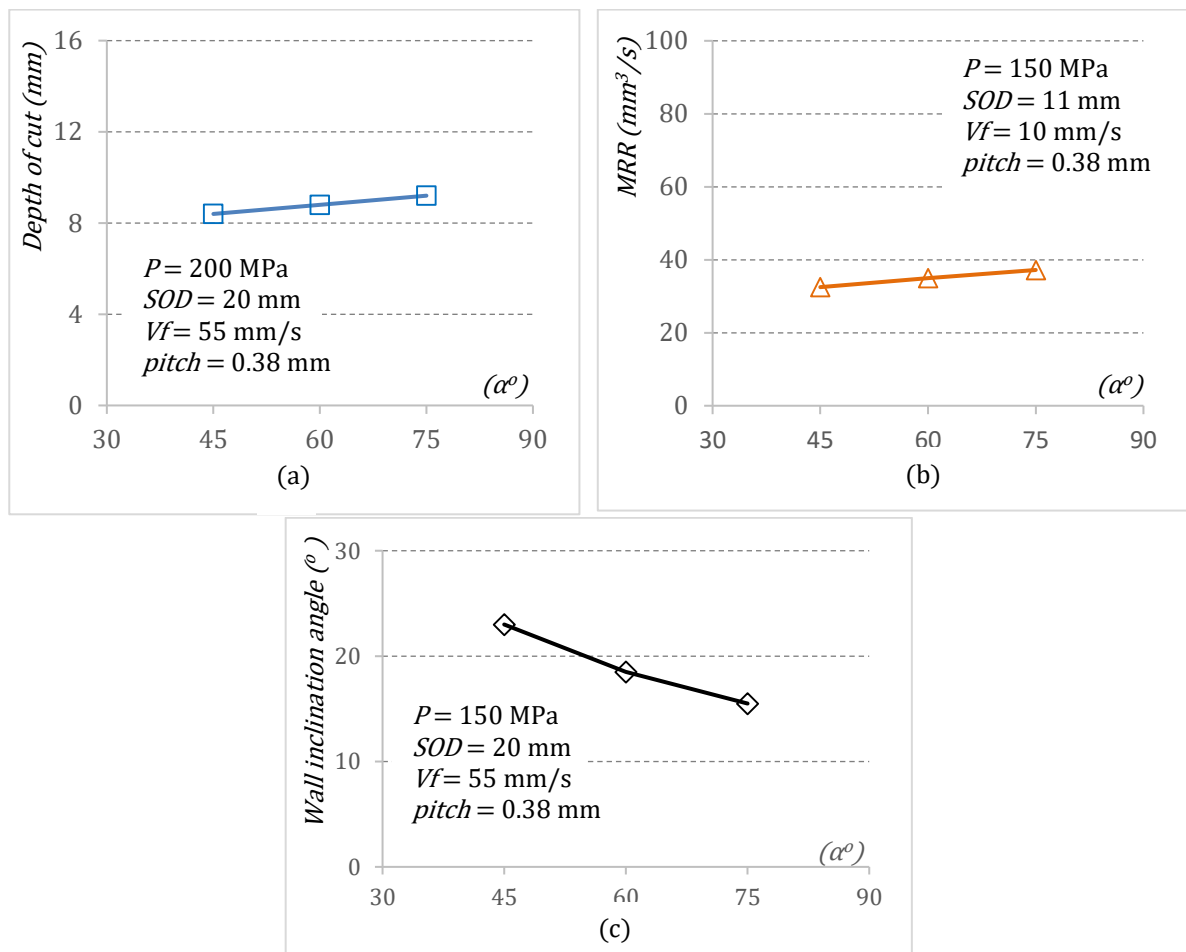 Depth of cut (mm)
16
12
8
4
0
P = 200 MPa
SOD = 20 mm
Vf = 55 mm/s
pitch = 0.38 mm
(αº)
30 45 60 75 90
(a)
MRR (mm³/s)
100
80
60
40
20
0
P = 150 MPa
SOD = 11 mm
Vf = 10 mm/s
pitch = 0.38 mm
(αº)
30 45 60 75 90
(b)
Wall inclination angle (º)
30
20
10
0
P = 150 MPa
SOD = 20 mm
Vf = 55 mm/s
pitch = 0.38 mm
(αº)
30 45 60 75 90
(c)